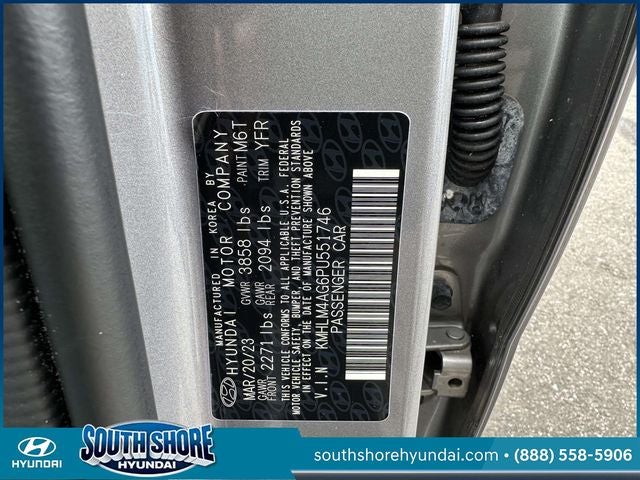 MANUFACTURED IN KOREA BY
HYUNDAI MOTOR COMPANY
MAR/20/23 GVWR 3858 lbs PAINT M6T
GAWR FRONT 2271 lbs GAWR REAR 2094 lbs TRIM YFR
THIS VEHICLE CONFORMS TO ALL APPLICABLE U.S.A. FEDERAL
MOTOR VEHICLE SAFETY, BUMPER, AND THEFT PREVENTION STANDARDS
IN EFFECT ON THE DATE OF MANUFACTURE SHOWN ABOVE
V.I.N KMHLM4AG6PU551746
PASSENGER CAR
HYUNDAI
SOUTH SHORE
HYUNDAI
southshorehyundai.com • (888) 558-5906